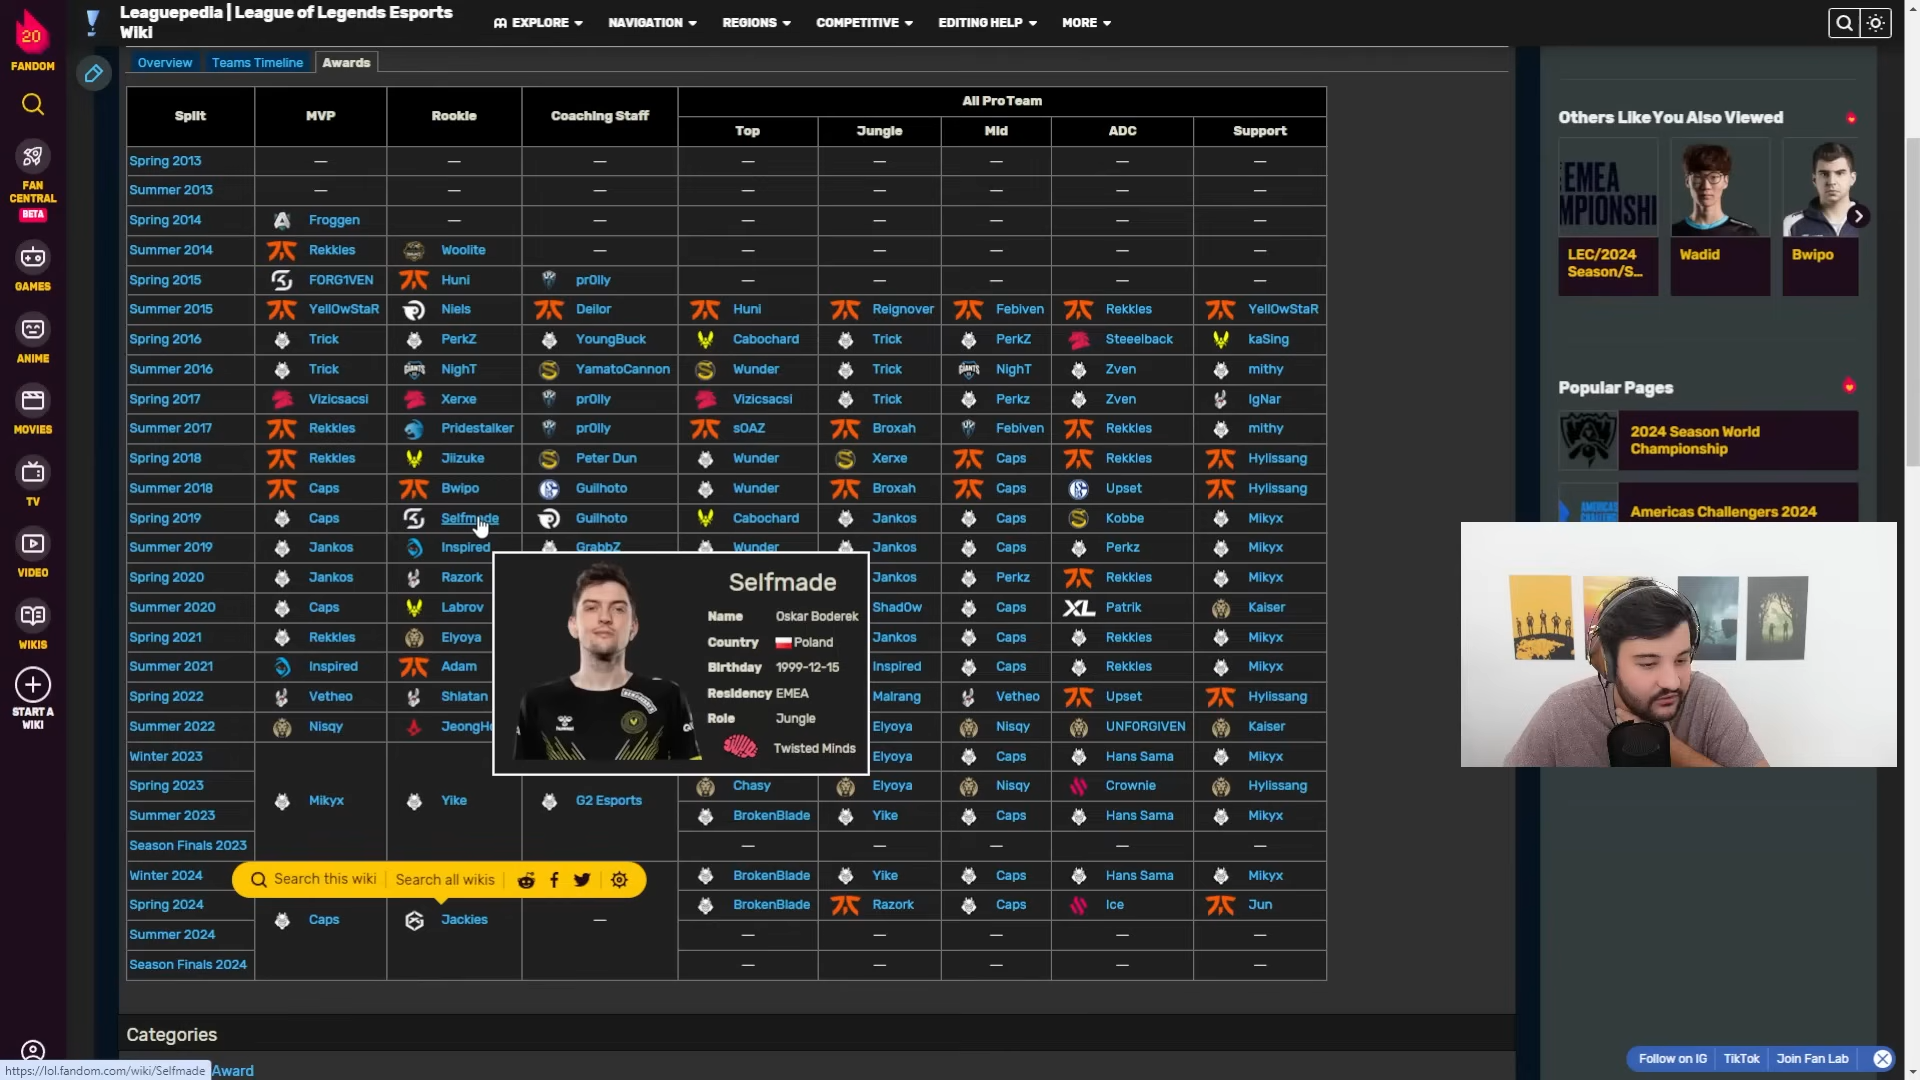 20
FANDOM
FAN
CENTRAL
BETA
GAMES
ANIME
MOVIES
TV
VIDEO
WIKIS
START A
WIKI
Leaguepedia | League of Legends Esports
Wiki
EXPLORE
NAVIGATION
REGIONS
COMPETITIVE
EDITING HELP
MORE
Overview
Teams Timeline
Awards
Split MVP Rookie Coaching Staff All Pro Team
Top Jungle Mid ADC Support
Spring 2013 — — — — — — — —
Summer 2013 — — — — — — — —
Spring 2014 Froggen — — — — — — —
Summer 2014 Rekkles Woolite — — — — — —
Spring 2015 FORG1VEN Huni pr0lly — — — — —
Summer 2015 YellOwStaR Niels Deilor Huni Reignover Febiven Rekkles YellOwStaR
Spring 2016 Trick PerkZ YoungBuck Cabochard Trick PerkZ Steeelback kaSing
Summer 2016 Trick NighT YamatoCannon Wunder Trick NighT Zven mithy
Spring 2017 Vizicsacsi Xerxe pr0lly Vizicsacsi Trick Perkz Zven IgNar
Summer 2017 Rekkles Pridestalker pr0lly sOAZ Broxah Febiven Rekkles mithy
Spring 2018 Rekkles Jiizuke Peter Dun Wunder Xerxe Caps Rekkles Hylissang
Summer 2018 Caps Bwipo Guilhoto Wunder Broxah Caps Upset Hylissang
Spring 2019 Caps Selfmade Guilhoto Cabochard Jankos Caps Kobbe Mikyx
Summer 2019 Jankos Inspired GrabbZ Wunder Jankos Caps Perkz Mikyx
Spring 2020 Jankos Razork Jankos Perkz Rekkles Mikyx
Summer 2020 Caps Labrov Shad0w Caps XL Patrik Kaiser
Spring 2021 Rekkles Elyoya Jankos Caps Rekkles Mikyx
Summer 2021 Inspired Adam Inspired Caps Rekkles Mikyx
Spring 2022 Vetheo Shlatan Malrang Vetheo Upset Hylissang
Summer 2022 Nisqy JeongHo Elyoya Nisqy UNF0RGIVEN Kaiser
Winter 2023 Elyoya Caps Hans Sama Mikyx
Spring 2023 Chasy Elyoya Nisqy Crownie Hylissang
Mikyx Yike G2 Esports
Summer 2023 BrokenBlade Yike Caps Hans Sama Mikyx
Season Finals 2023 — — — — —
Winter 2024 BrokenBlade Yike Caps Hans Sama Mikyx
Spring 2024 BrokenBlade Razork Caps Ice Jun
Caps Jackies —
Summer 2024 — — — — —
Season Finals 2024 — — — — —
Selfmade
Name Oskar Boderek
Country Poland
Birthday 1999-12-15
Residency EMEA
Role Jungle
Twisted Minds
Search this wiki
Search all wikis
Categories
Award
https://lol.fandom.com/wiki/Selfmade
Others Like You Also Viewed
EMEA
MPIONSHI
LEC/2024
Season/S...
Wadid
Bwipo
Popular Pages
2024 Season World
Championship
Americas Challengers 2024
Follow on IG
TikTok
Join Fan Lab